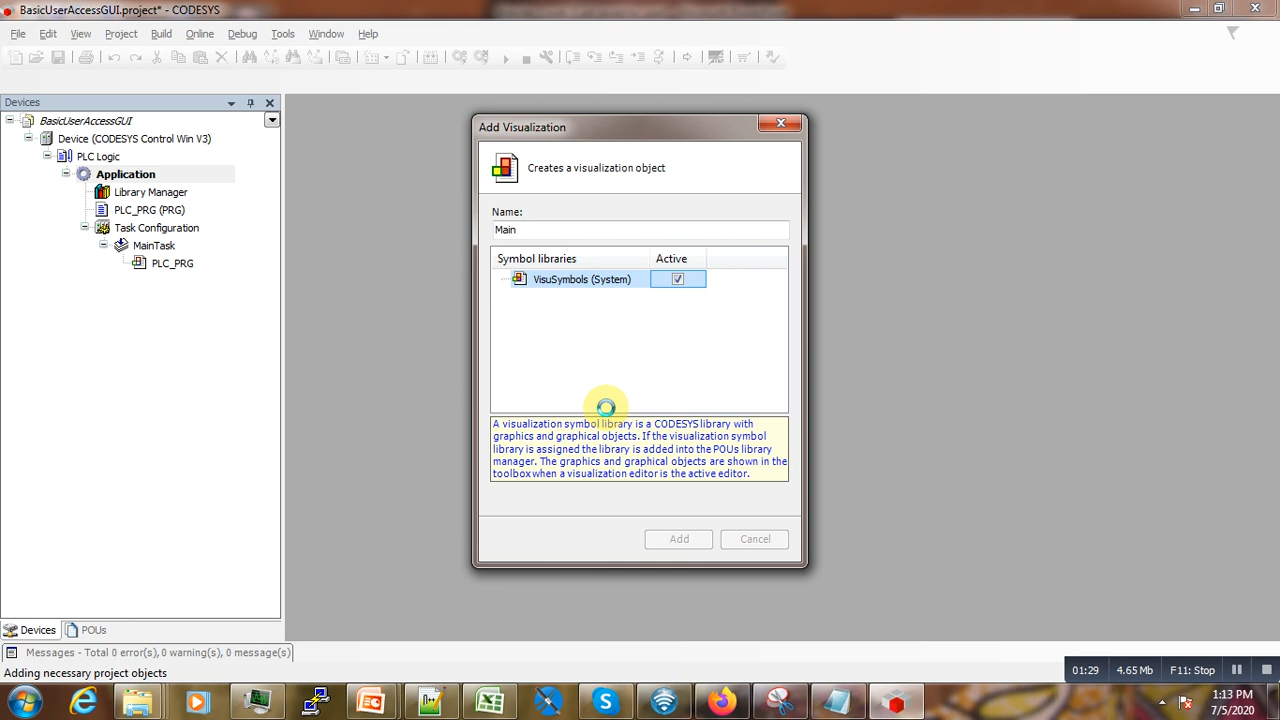 BasicUserAccessGUI.project* - CODESYS
File Edit View Project Build Online Debug Tools Window Help
Devices
BasicUserAccessGUI
Device (CODESYS Control Win V3)
PLC Logic
Application
Library Manager
PLC_PRG (PRG)
Task Configuration
MainTask
PLC_PRG
Add Visualization
Creates a visualization object
Name:
Main
Symbol libraries Active
VisuSymbols (System)
A visualization symbol library is a CODESYS library with
graphics and graphical objects. If the visualization symbol
library is assigned the library is added into the POUs library
manager. The graphics and graphical objects are shown in the
toolbox when a visualization editor is the active editor.
Add Cancel
Devices POUs
Messages - Total 0 error(s), 0 warning(s), 0 message(s)
Adding necessary project objects
01:29 4.65 Mb F11: Stop
1:13 PM
7/5/2020